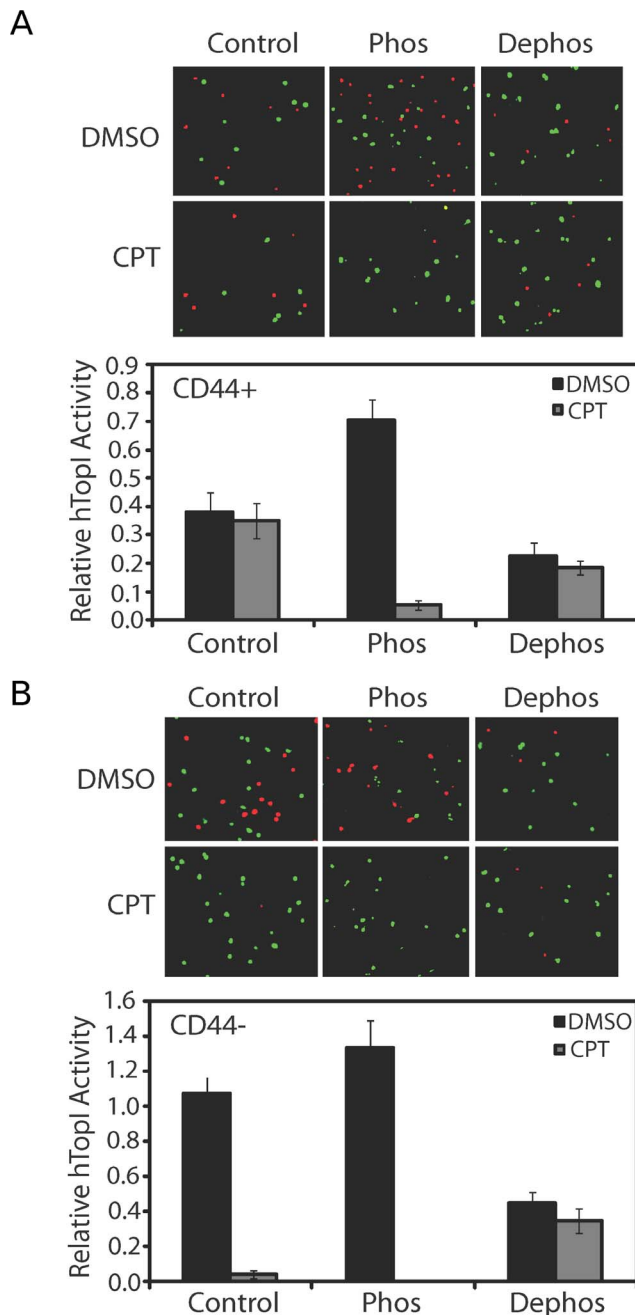 A
Control Phos Dephos
DMSO
CPT
0.9
0.8
0.7
0.6
0.5
0.4
0.3
0.2
0.1
0.0
Relative hTopI Activity
CD44+
DMSO
CPT
Control Phos Dephos
B
Control Phos Dephos
DMSO
CPT
1.6
1.4
1.2
1.0
0.8
0.6
0.4
0.2
0.0
Relative hTopI Activity
CD44-
DMSO
CPT
Control Phos Dephos